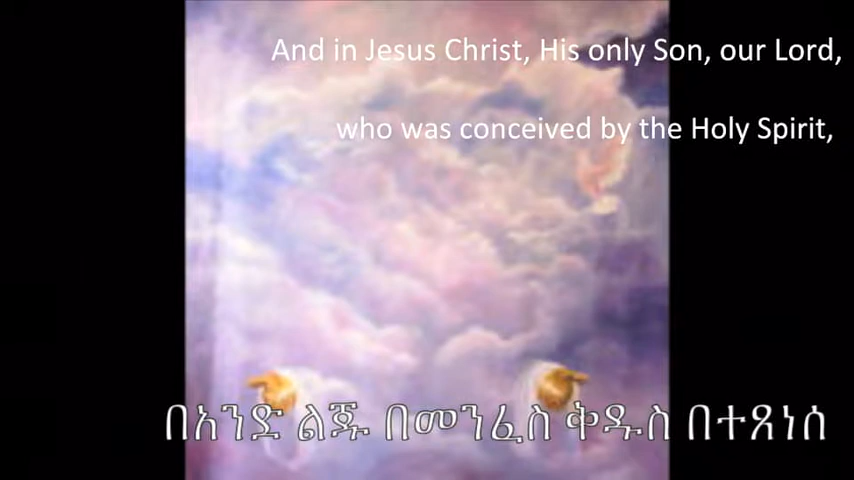 And in Jesus Christ, His only Son, our Lord,
who was conceived by the Holy Spirit,
በአንድ ልጁ በመንፈስ ቅዱስ በተጸነሰ